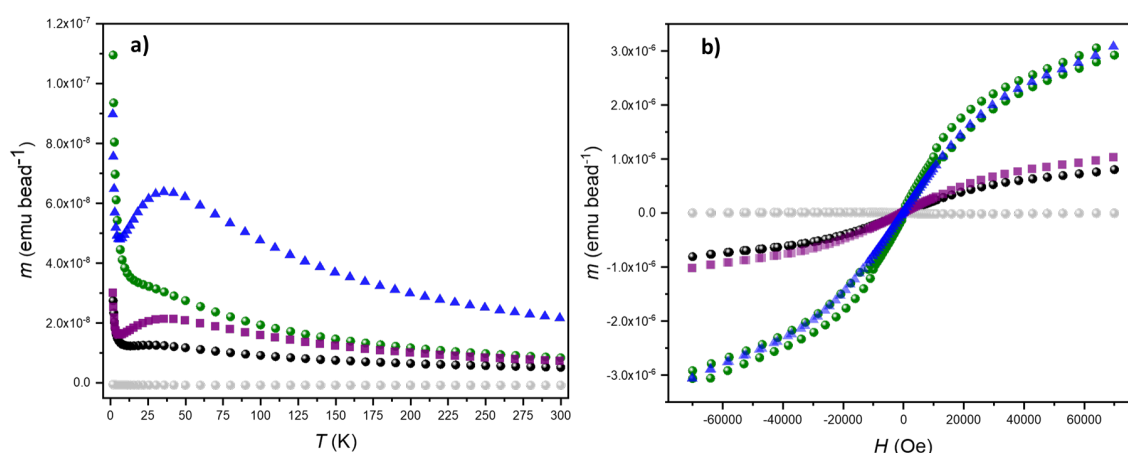 a)
1.2x10⁻⁷
1.0x10⁻⁷
8.0x10⁻⁸
6.0x10⁻⁸
4.0x10⁻⁸
2.0x10⁻⁸
0.0
m (emu bead⁻¹)
0 25 50 75 100 125 150 175 200 225 250 275 300
T (K)
b)
3.0x10⁻⁶
2.0x10⁻⁶
1.0x10⁻⁶
0.0
-1.0x10⁻⁶
-2.0x10⁻⁶
-3.0x10⁻⁶
m (emu bead⁻¹)
-60000 -40000 -20000 0 20000 40000 60000
H (Oe)